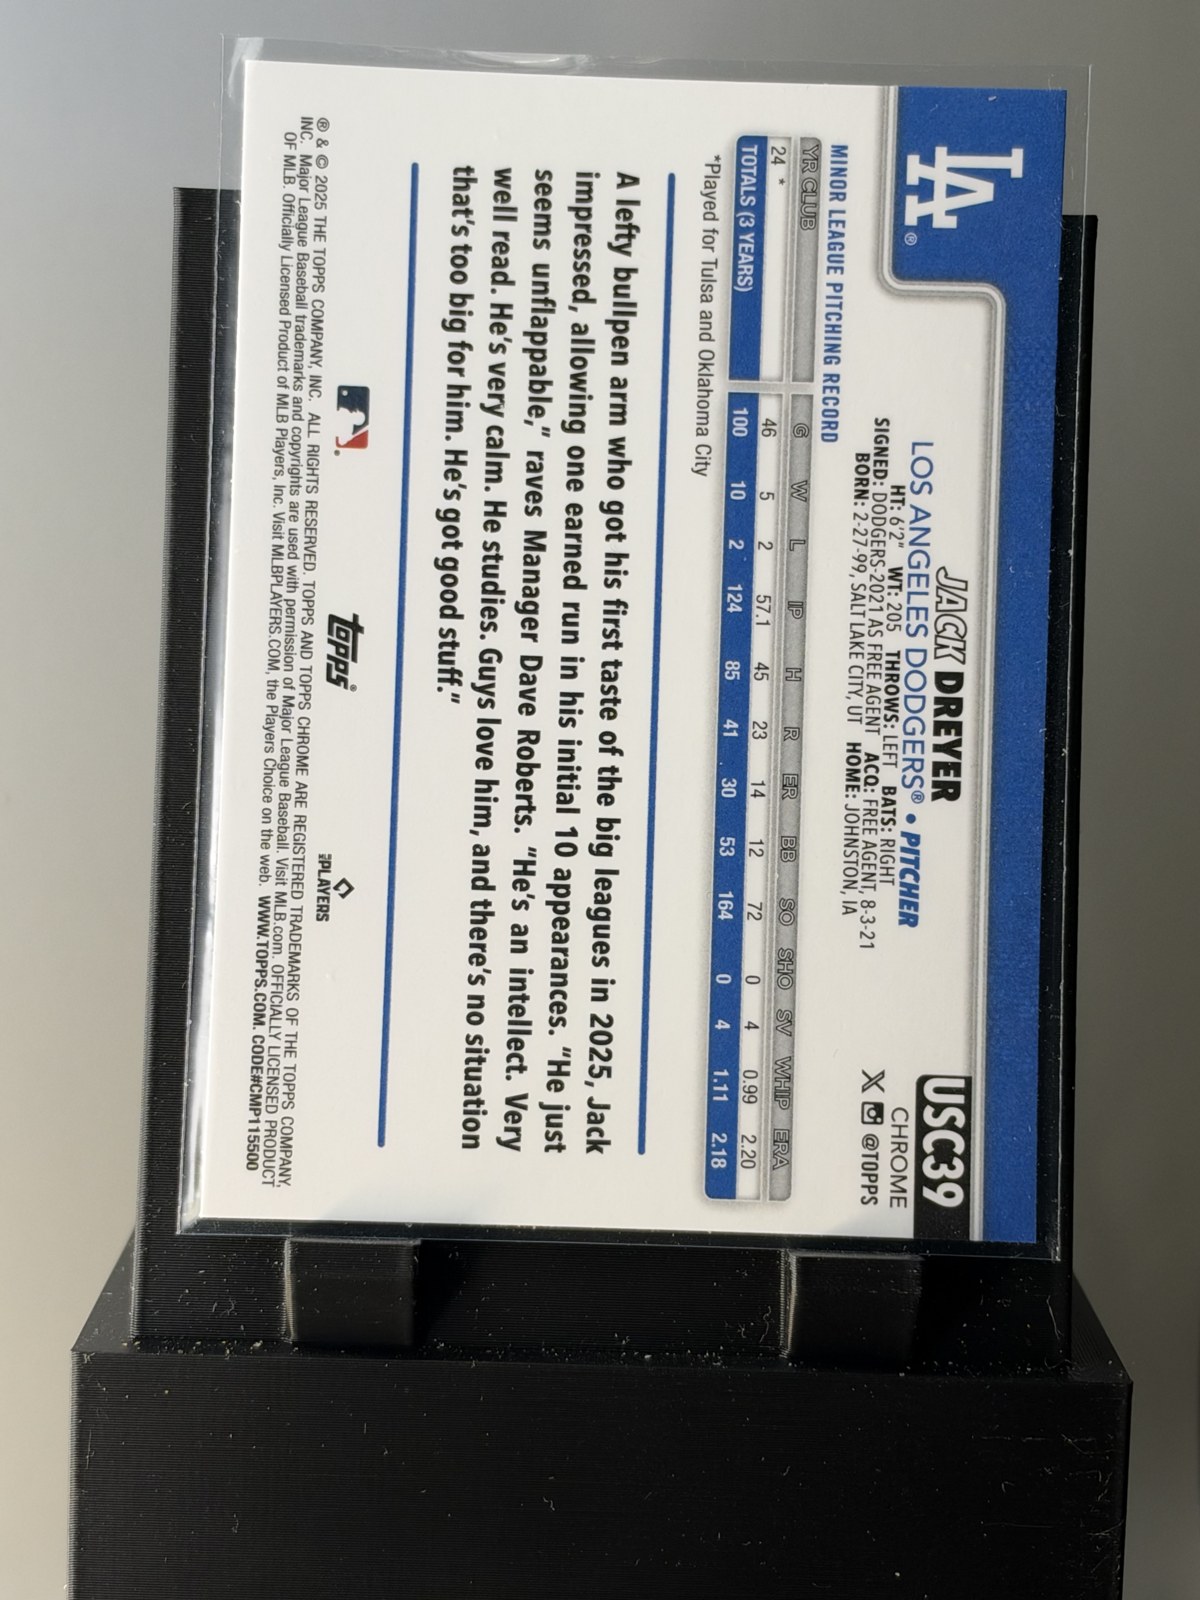 LA®
USC39
CHROME
X @TOPPS
JACK DREYER
LOS ANGELES DODGERS® • PITCHER
HT: 6'2" WT: 205 THROWS: LEFT BATS: RIGHT
SIGNED: DODGERS-2021 AS FREE AGENT ACQ: FREE AGENT, 8-3-21
BORN: 2-27-99, SALT LAKE CITY, UT HOME: JOHNSTON, IA
MINOR LEAGUE PITCHING RECORD
YR CLUB G W L IP H R ER BB SO SHO SV WHIP ERA
24 * 46 5 2 57.1 45 23 14 12 72 0 4 0.99 2.20
TOTALS (3 YEARS) 100 10 2 124 85 41 30 53 164 0 4 1.11 2.18
*Played for Tulsa and Oklahoma City
A lefty bullpen arm who got his first taste of the big leagues in 2025, Jack
impressed, allowing one earned run in his initial 10 appearances. "He just
seems unflappable," raves Manager Dave Roberts. "He's an intellect. Very
well read. He's very calm. He studies. Guys love him, and there's no situation
that's too big for him. He's got good stuff."
topps®
MLB PLAYERS
® & © 2025 THE TOPPS COMPANY, INC. ALL RIGHTS RESERVED. TOPPS AND TOPPS CHROME ARE REGISTERED TRADEMARKS OF THE TOPPS COMPANY,
INC. Major League Baseball trademarks and copyrights are used with permission of Major League Baseball. Visit MLB.com. OFFICIALLY LICENSED PRODUCT
OF MLB. Officially Licensed Product of MLB Players, Inc. Visit MLBPLAYERS.COM, the Players Choice on the web. WWW.TOPPS.COM. CODE#CMP115500